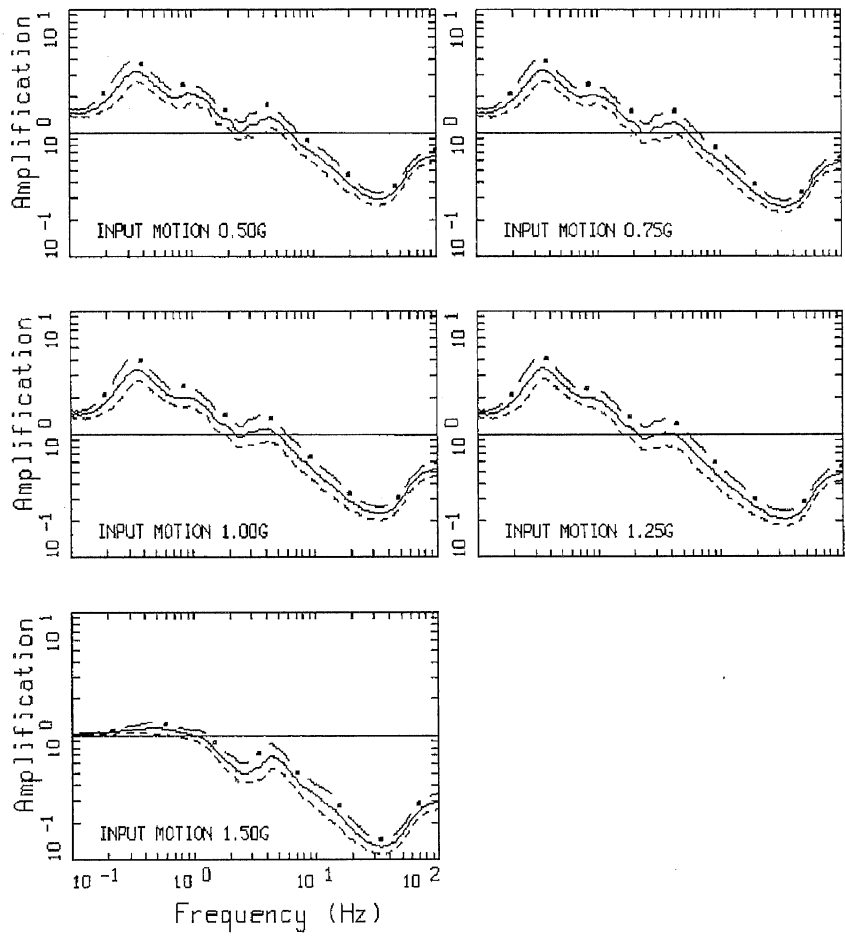 Amplification
10 1
10 0
10 -1
INPUT MOTION 0.50G
10 1
10 0
10 -1
INPUT MOTION 0.75G
Amplification
10 1
10 0
10 -1
INPUT MOTION 1.00G
10 1
10 0
10 -1
INPUT MOTION 1.25G
Amplification
10 1
10 0
10 -1
INPUT MOTION 1.50G
10 -1 10 0 10 1 10 2
Frequency (Hz)